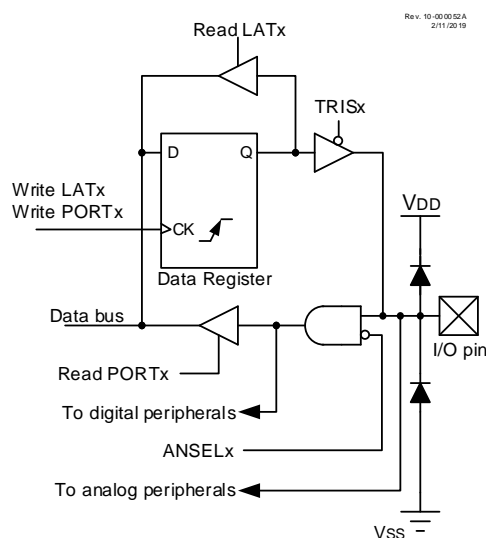 Rev. 10-000052A
2/11/2019
Read LATx
TRISx
D
Q
Write LATx
Write PORTx
CK
VDD
Data Register
Data bus
I/O pin
Read PORTx
To digital peripherals
ANSELx
To analog peripherals
VSS